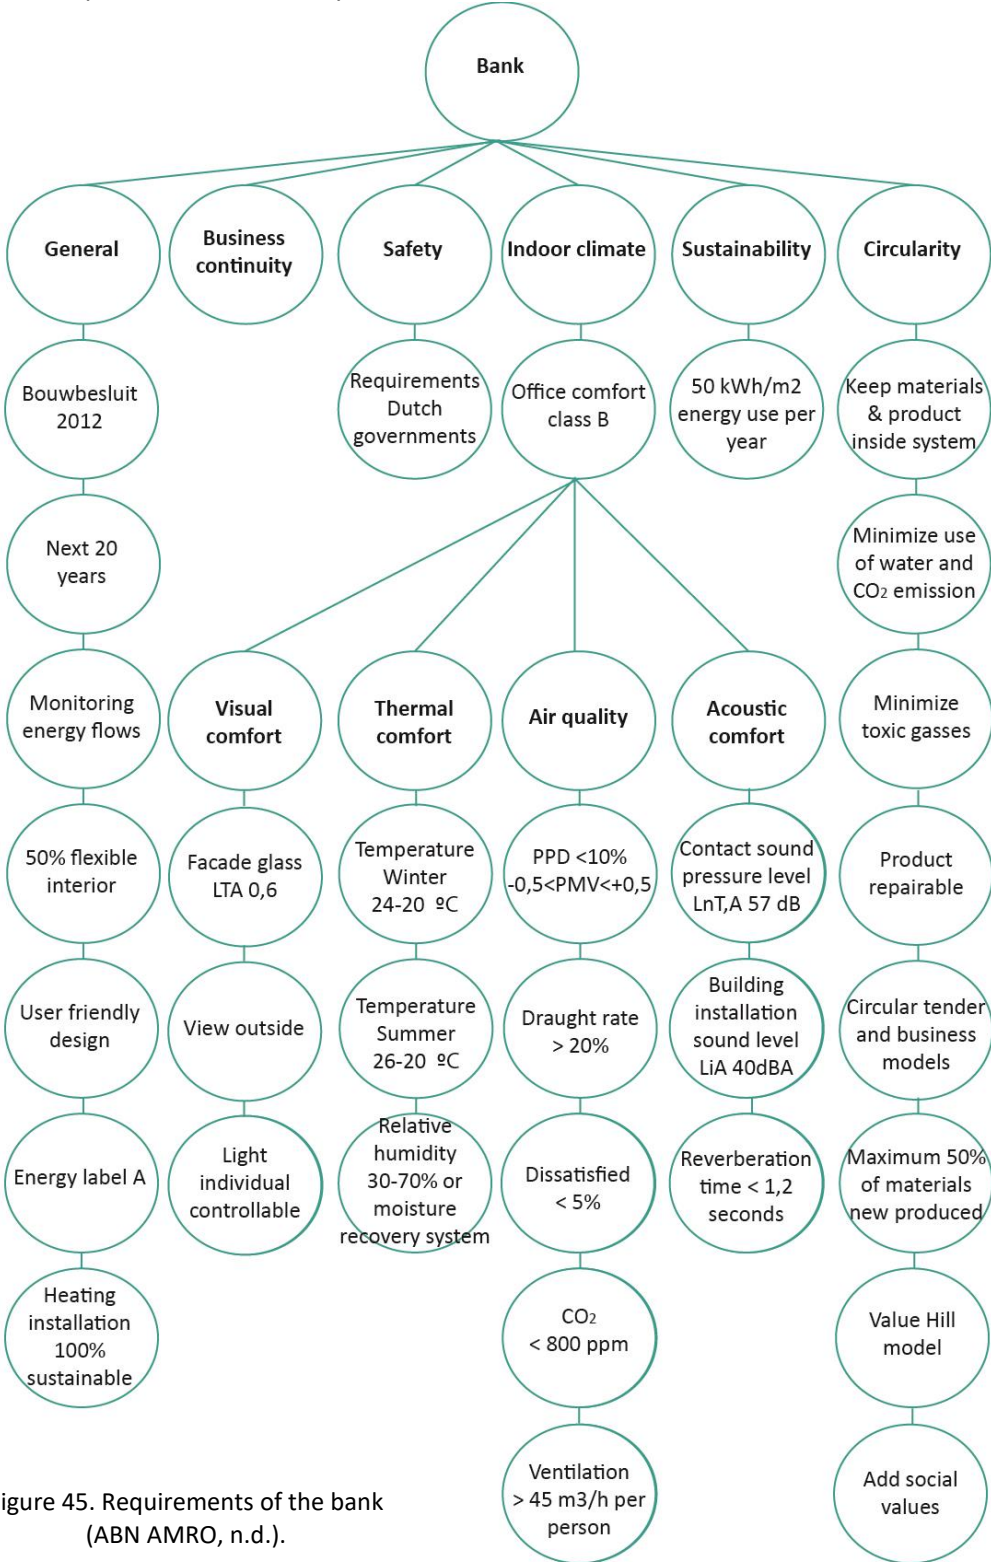 Bank
General
Business
continuity
Safety
Indoor climate
Sustainability
Circularity
Bouwbesluit
2012
Requirements
Dutch
governments
Office comfort
class B
50 kWh/m2
energy use per
year
Keep materials
& product
inside system
Next 20
years
Minimize use
of water and
CO₂ emission
Monitoring
energy flows
Visual
comfort
Thermal
comfort
Air quality
Acoustic
comfort
Minimize
toxic gasses
50% flexible
interior
Facade glass
LTA 0,6
Temperature
Winter
24-20 ºC
PPD <10%
-0,5<PMV<+0,5
Contact sound
pressure level
LnT,A 57 dB
Product
repairable
User friendly
design
View outside
Temperature
Summer
26-20 ºC
Draught rate
> 20%
Building
installation
sound level
LiA 40dBA
Circular tender
and business
models
Energy label A
Light
individual
controllable
Relative
humidity
30-70% or
moisture
recovery system
Dissatisfied
< 5%
Reverberation
time < 1,2
seconds
Maximum 50%
of materials
new produced
Heating
installation
100%
sustainable
CO₂
< 800 ppm
Value Hill
model
Ventilation
> 45 m3/h per
person
Add social
values
igure 45. Requirements of the bank
(ABN AMRO, n.d.).